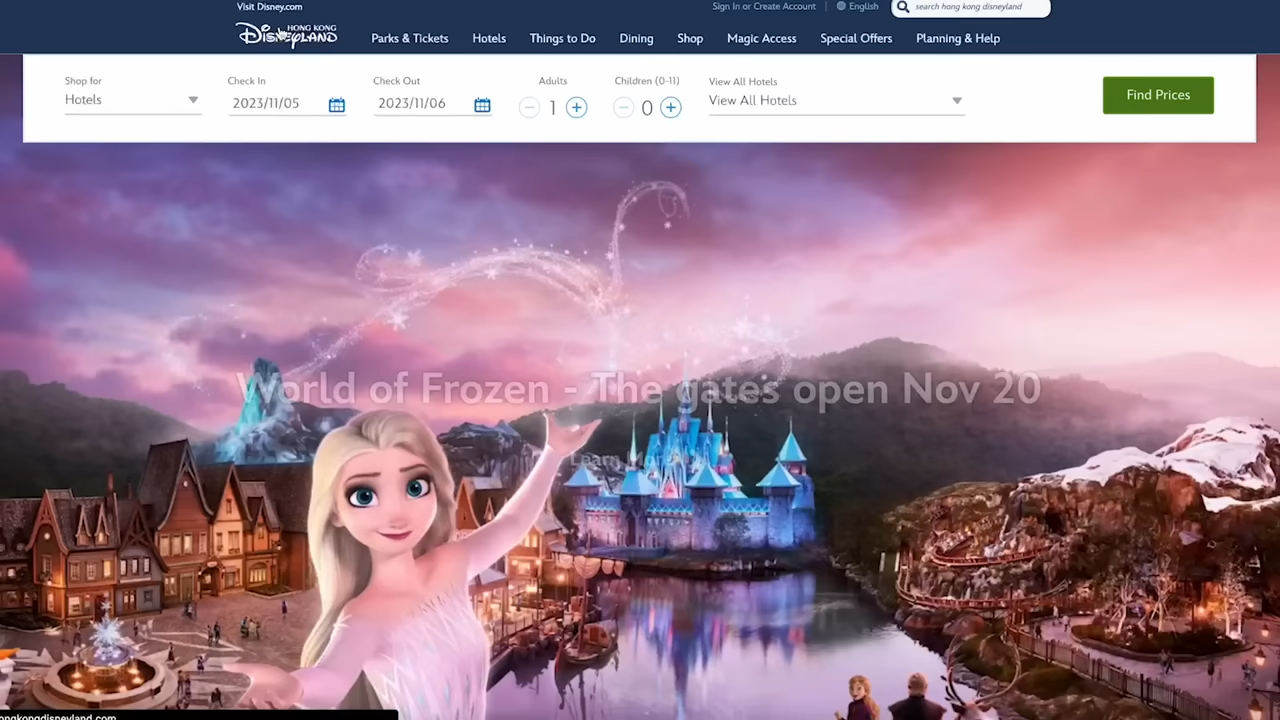 Visit Disney.com
Sign In or Create Account
English
search hong kong disneyland
HONG KONG
DISNEYLAND
Parks & Tickets
Hotels
Things to Do
Dining
Shop
Magic Access
Special Offers
Planning & Help
Shop for
Hotels
Check In
2023/11/05
Check Out
2023/11/06
Adults
1
Children (0-11)
0
View All Hotels
View All Hotels
Find Prices
World of Frozen - The gates open Nov 20
Learn
ongkongdisneyland.com